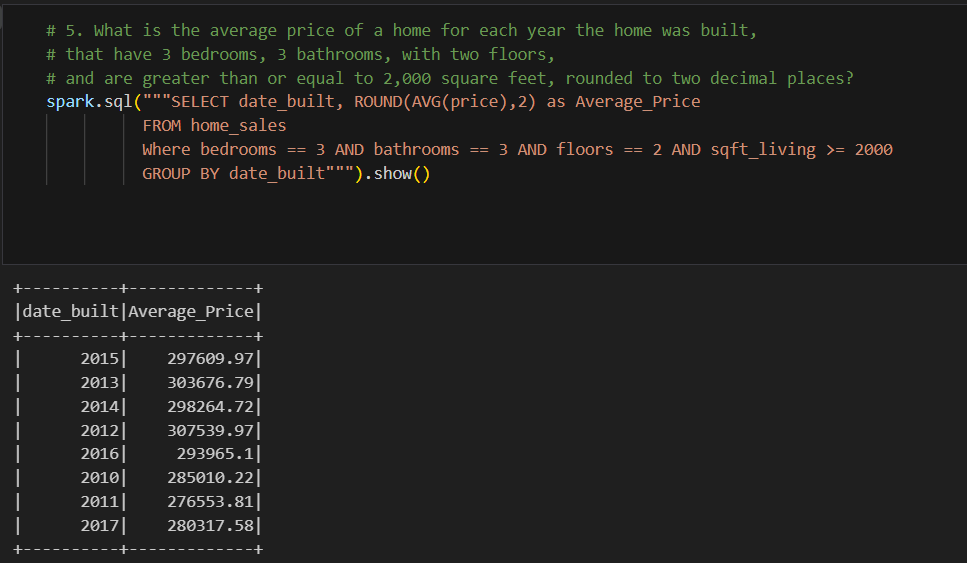 # 5. What is the average price of a home for each year the home was built,
# that have 3 bedrooms, 3 bathrooms, with two floors,
# and are greater than or equal to 2,000 square feet, rounded to two decimal places?
spark.sql("""SELECT date_built, ROUND(AVG(price),2) as Average_Price
FROM home_sales
Where bedrooms == 3 AND bathrooms == 3 AND floors == 2 AND sqft_living >= 2000
GROUP BY date_built""").show()
+----------+-------------+
|date_built|Average_Price|
+----------+-------------+
|      2015|    297609.97|
|      2013|    303676.79|
|      2014|    298264.72|
|      2012|    307539.97|
|      2016|     293965.1|
|      2010|    285010.22|
|      2011|    276553.81|
|      2017|    280317.58|
+----------+-------------+